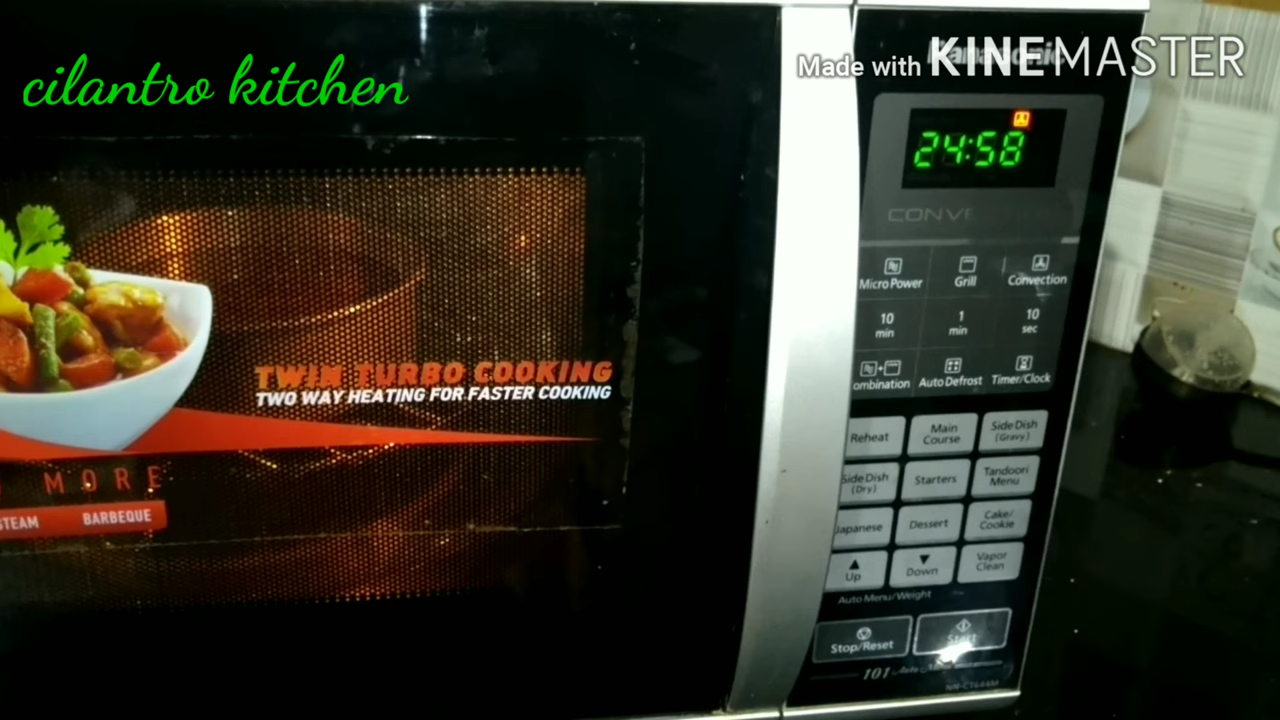 cilantro kitchen
Made with KINEMASTER
Panasonic
24:58
TWIN TURBO COOKING
TWO WAY HEATING FOR FASTER COOKING
MORE
STEAM BARBEQUE
Micro Power Grill Convection
10 min 1 min 10 sec
ombination Auto Defrost Timer/Clock
Reheat Main Course Side Dish (Gravy)
Side Dish (Dry) Starters Tandoori Menu
Japanese Dessert Cake/ Cookie
Up Down Vapor Clean
Auto Menu/Weight
Stop/Reset Start
101 Auto